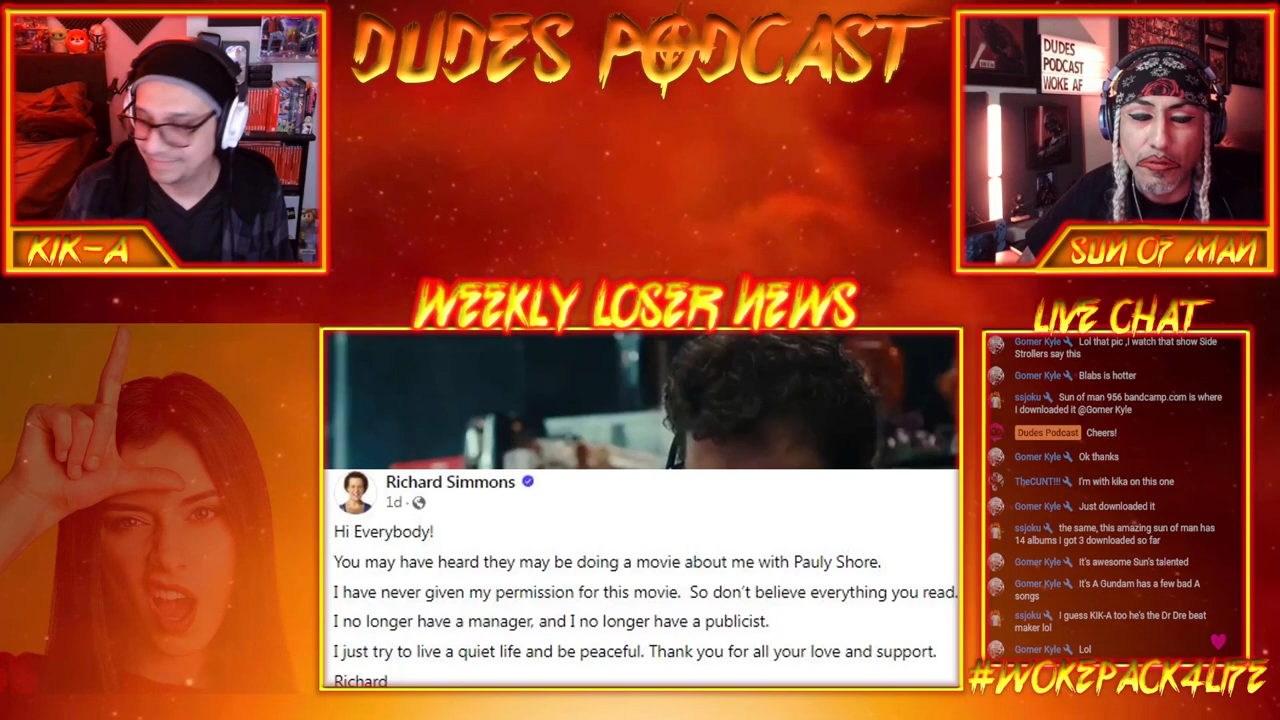 DUDES PODCAST
DUDES
PODCAST
WOKE AF
KIK-A
SUN OF MAN
WEEKLY LOSER NEWS
Richard Simmons
1d
Hi Everybody!
You may have heard they may be doing a movie about me with Pauly Shore.
I have never given my permission for this movie. So don't believe everything you read.
I no longer have a manager, and I no longer have a publicist.
I just try to live a quiet life and be peaceful. Thank you for all your love and support.
Richard
LIVE CHAT
Gomer Kyle Lol that pic ,I watch that show Side
Strollers say this
Gomer Kyle Blabs is hotter
ssjoku Sun of man 956 bandcamp.com is where
I downloaded it @Gomer Kyle
Dudes Podcast Cheers!
Gomer Kyle Ok thanks
TheCUNT!!! I'm with kika on this one
Gomer Kyle Just downloaded it
ssjoku the same, this amazing sun of man has
14 albums I got 3 downloaded so far
Gomer Kyle It's awesome Sun's talented
Gomer Kyle It's A Gundam has a few bad A
songs
ssjoku I guess KIK-A too he's the Dr Dre beat
maker lol
Gomer Kyle Lol
#WOKEPACK4LIFE